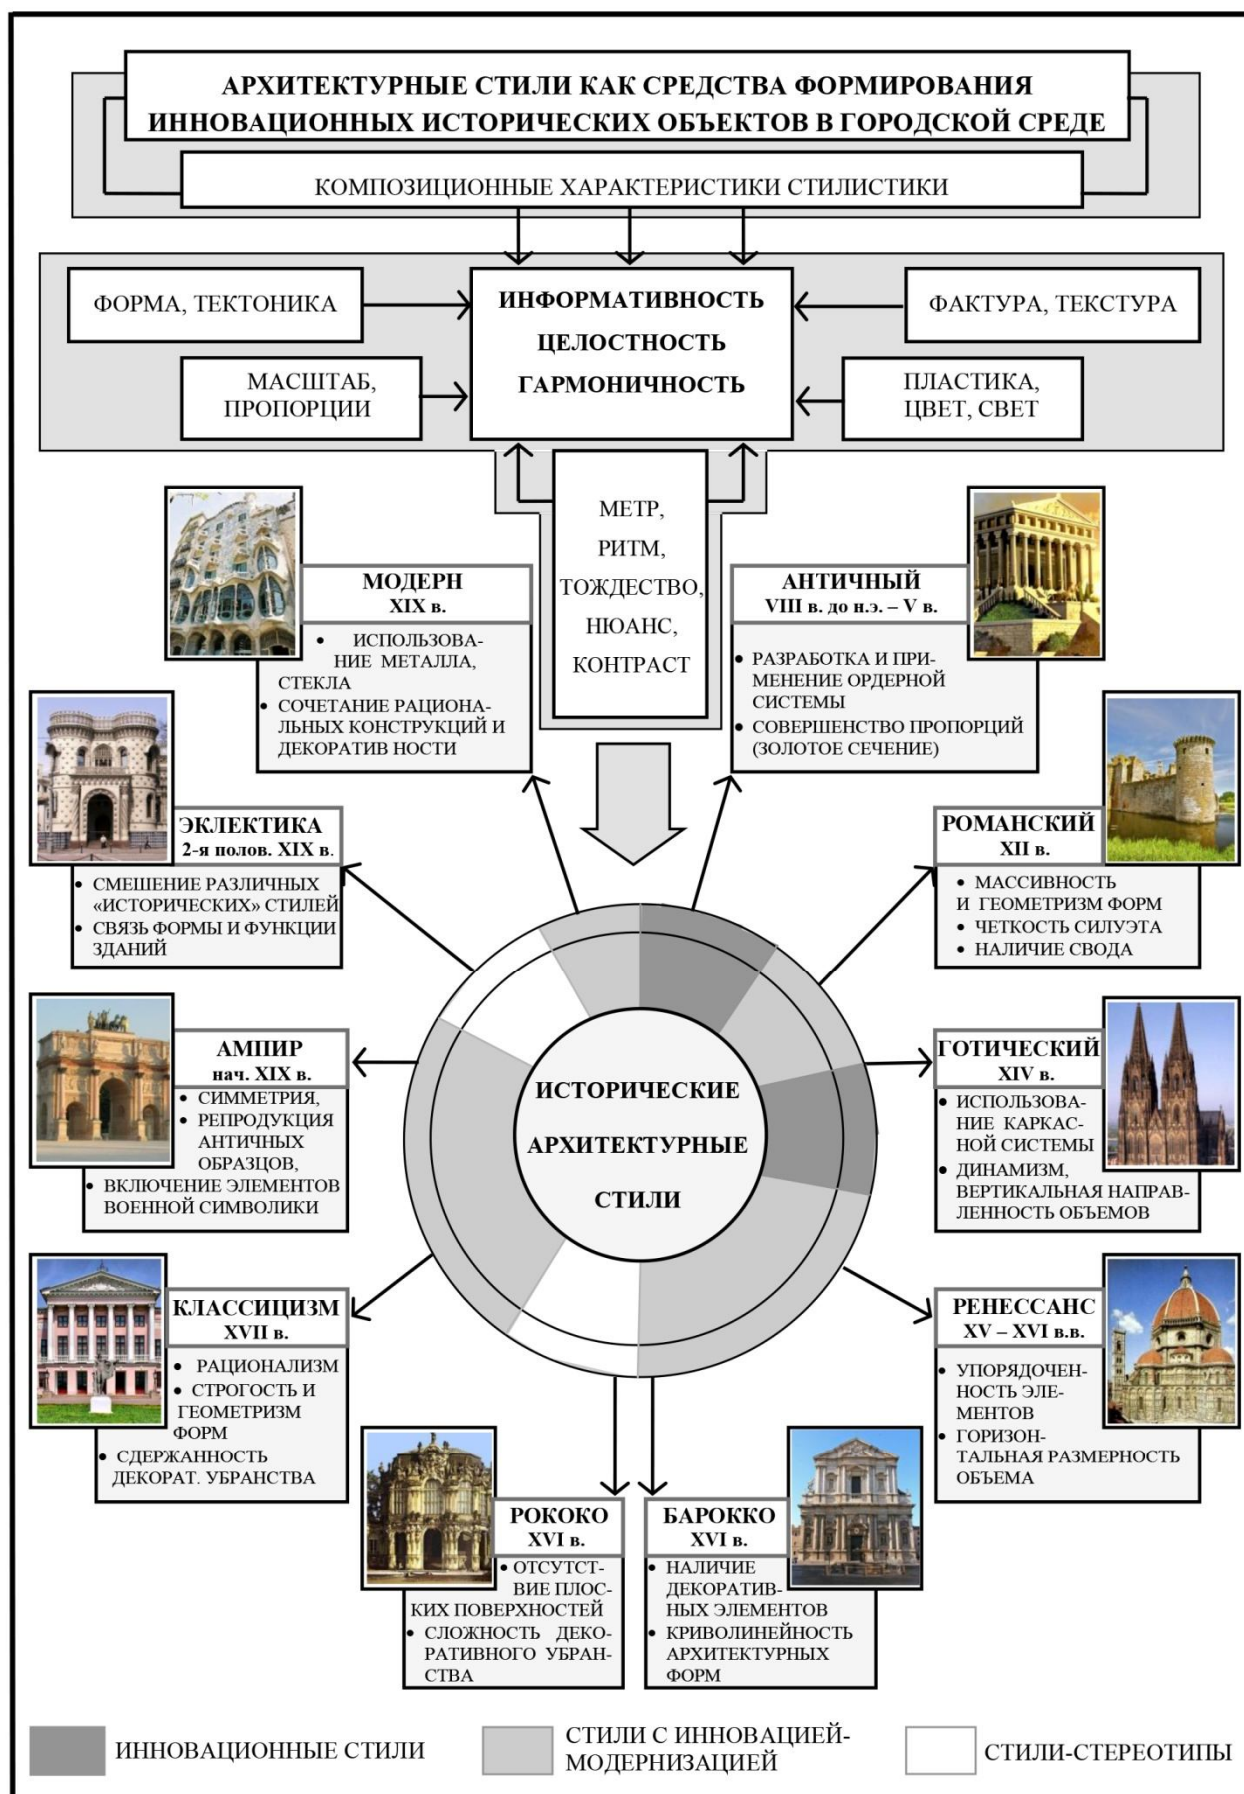 АРХИТЕКТУРНЫЕ СТИЛИ КАК СРЕДСТВА ФОРМИРОВАНИЯ
ИННОВАЦИОННЫХ ИСТОРИЧЕСКИХ ОБЪЕКТОВ В ГОРОДСКОЙ СРЕДЕ
КОМПОЗИЦИОННЫЕ ХАРАКТЕРИСТИКИ СТИЛИСТИКИ
ФОРМА, ТЕКТОНИКА
МАСШТАБ,
ПРОПОРЦИИ
ИНФОРМАТИВНОСТЬ
ЦЕЛОСТНОСТЬ
ГАРМОНИЧНОСТЬ
ФАКТУРА, ТЕКСТУРА
ПЛАСТИКА,
ЦВЕТ, СВЕТ
МЕТР,
РИТМ,
ТОЖДЕСТВО,
НЮАНС,
КОНТРАСТ
МОДЕРН
XIX в.
• ИСПОЛЬЗОВА-
НИЕ МЕТАЛЛА,
СТЕКЛА
• СОЧЕТАНИЕ РАЦИОНА-
ЛЬНЫХ КОНСТРУКЦИЙ И
ДЕКОРАТИВ НОСТИ
АНТИЧНЫЙ
VIII в. до н.э. – V в.
• РАЗРАБОТКА И ПРИ-
МЕНЕНИЕ ОРДЕРНОЙ
СИСТЕМЫ
• СОВЕРШЕНСТВО ПРОПОРЦИЙ
(ЗОЛОТОЕ СЕЧЕНИЕ)
ЭКЛЕКТИКА
2-я полов. XIX в.
• СМЕШЕНИЕ РАЗЛИЧНЫХ
«ИСТОРИЧЕСКИХ» СТИЛЕЙ
• СВЯЗЬ ФОРМЫ И ФУНКЦИИ
ЗДАНИЙ
РОМАНСКИЙ
XII в.
• МАССИВНОСТЬ
И ГЕОМЕТРИЗМ ФОРМ
• ЧЕТКОСТЬ СИЛУЭТА
• НАЛИЧИЕ СВОДА
АМПИР
нач. XIX в.
• СИММЕТРИЯ,
• РЕПРОДУКЦИЯ
АНТИЧНЫХ
ОБРАЗЦОВ,
• ВКЛЮЧЕНИЕ ЭЛЕМЕНТОВ
ВОЕННОЙ СИМВОЛИКИ
ИСТОРИЧЕСКИЕ
АРХИТЕКТУРНЫЕ
СТИЛИ
ГОТИЧЕСКИЙ
XIV в.
• ИСПОЛЬЗОВА-
НИЕ КАРКАС-
НОЙ СИСТЕМЫ
• ДИНАМИЗМ,
ВЕРТИКАЛЬНАЯ НАПРАВ-
ЛЕННОСТЬ ОБЪЕМОВ
КЛАССИЦИЗМ
XVII в.
• РАЦИОНАЛИЗМ
• СТРОГОСТЬ И
ГЕОМЕТРИЗМ
ФОРМ
• СДЕРЖАННОСТЬ
ДЕКОРАТ. УБРАНСТВА
РЕНЕССАНС
XV – XVI в.в.
• УПОРЯДОЧЕН-
НОСТЬ ЭЛЕ-
МЕНТОВ
• ГОРИЗОН-
ТАЛЬНАЯ РАЗМЕРНОСТЬ
ОБЪЕМА
РОКОКО
XVI в.
• ОТСУТСТ-
ВИЕ ПЛОС-
КИХ ПОВЕРХНОСТЕЙ
• СЛОЖНОСТЬ ДЕКО-
РАТИВНОГО УБРАН-
СТВА
БАРОККО
XVI в.
• НАЛИЧИЕ
ДЕКОРАТИВ-
НЫХ ЭЛЕМЕНТОВ
• КРИВОЛИНЕЙНОСТЬ
АРХИТЕКТУРНЫХ
ФОРМ
ИННОВАЦИОННЫЕ СТИЛИ
СТИЛИ С ИННОВАЦИЕЙ-
МОДЕРНИЗАЦИЕЙ
СТИЛИ-СТЕРЕОТИПЫ